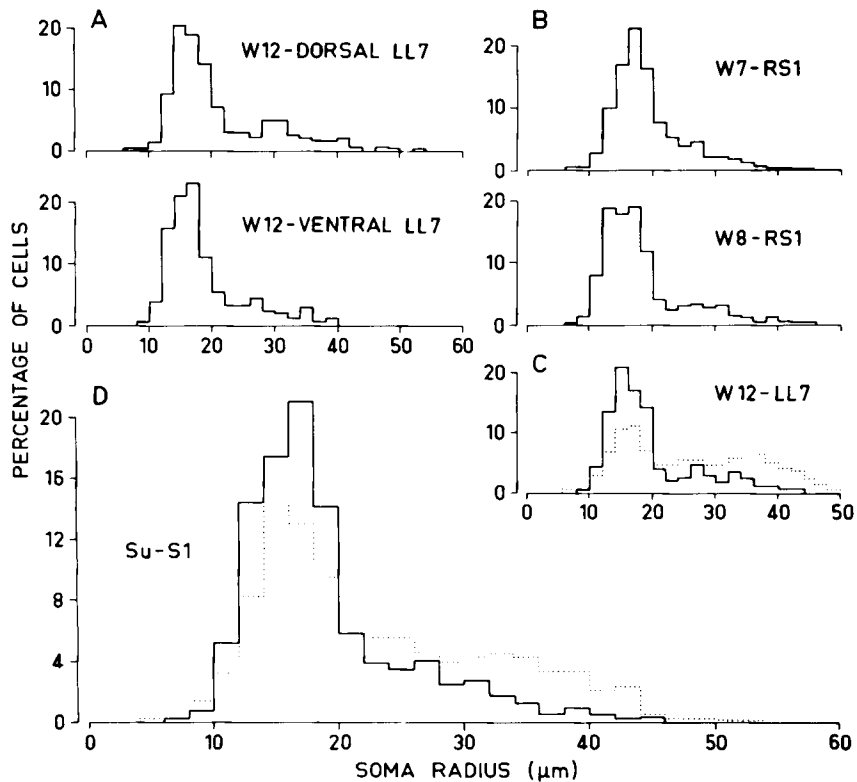 A
W12-DORSAL LL7
20
10
0
W12-VENTRAL LL7
20
10
0
0 10 20 30 40 50 60
B
W7-RS1
20
10
0
W8-RS1
20
10
0
C
W12-LL7
20
10
0
0 10 20 30 40 50
D
Su-S1
20
16
12
8
4
0
0 10 20 30 40 50 60
PERCENTAGE OF CELLS
SOMA RADIUS (μm)